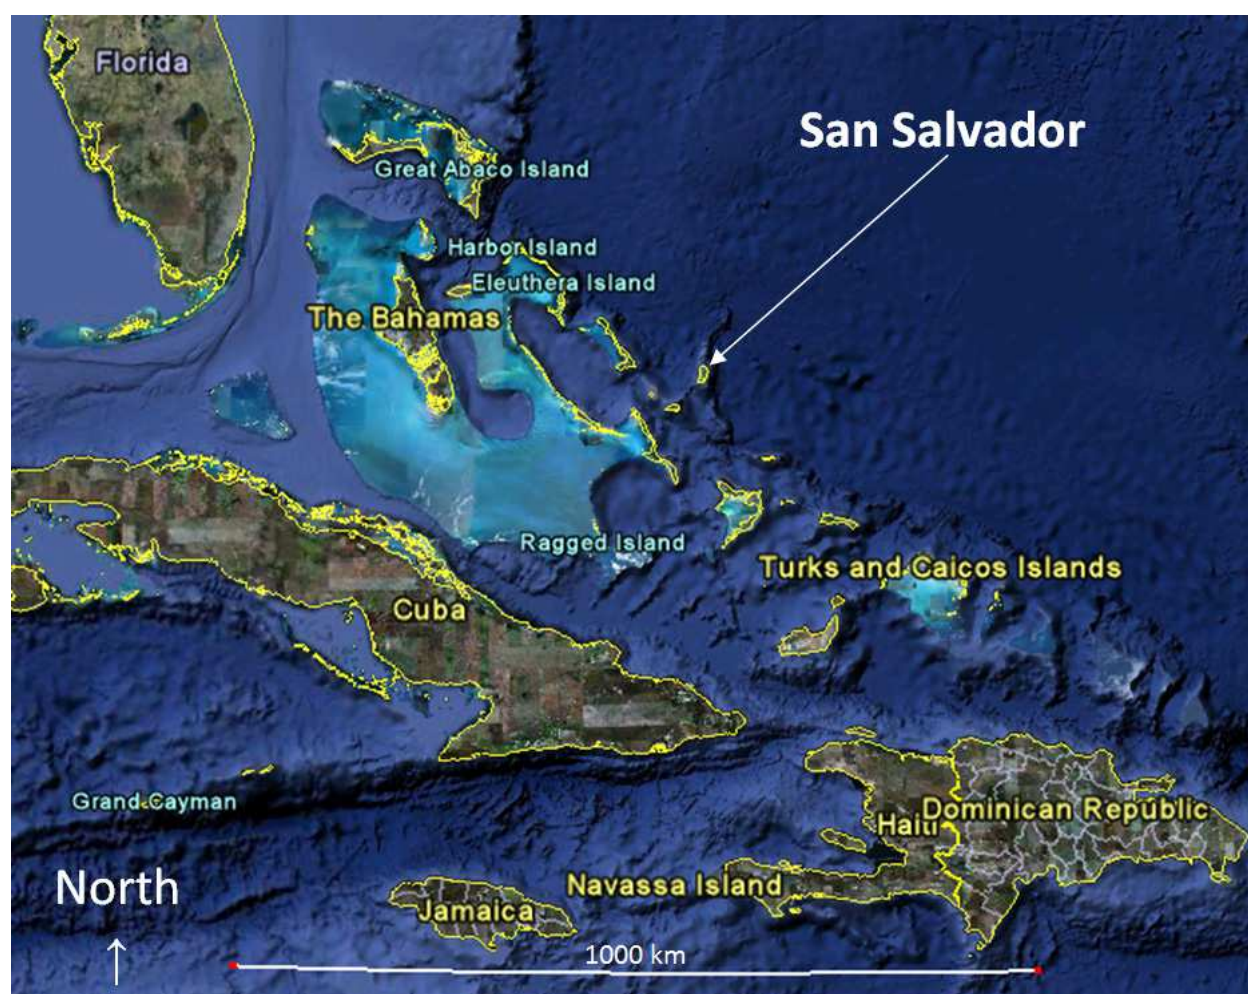 Florida
San Salvador
Great Abaco Island
Harbor Island
Eleuthera Island
The Bahamas
Ragged Island
Turks and Caicos Islands
Cuba
Grand Cayman
Dominican Republic
Haiti
North
Navassa Island
Jamaica
1000 km